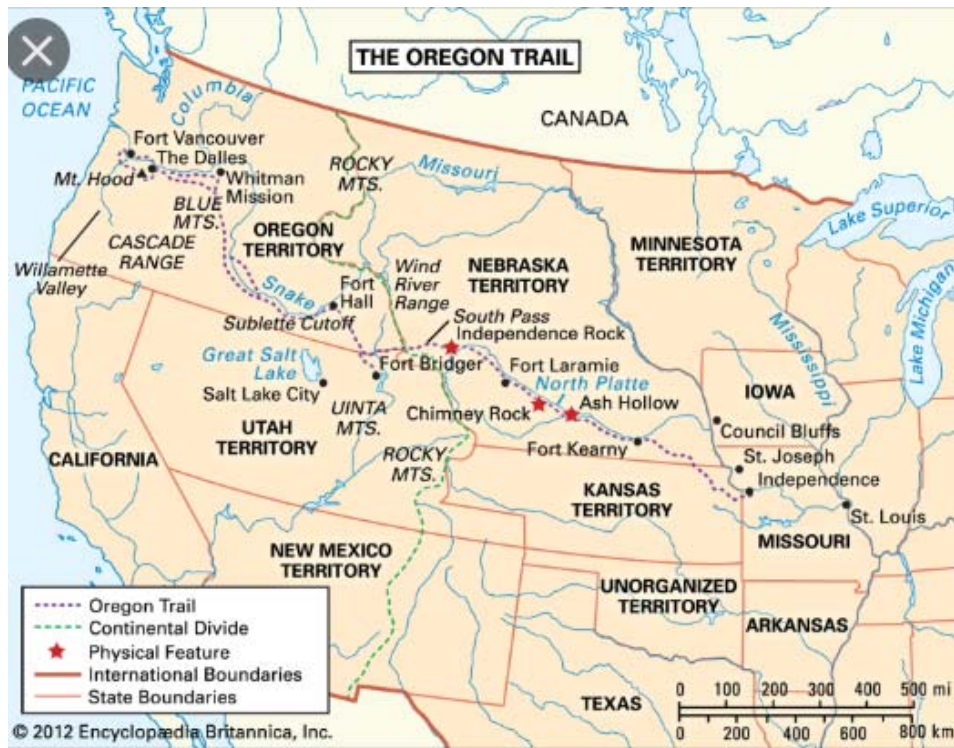 THE OREGON TRAIL
PACIFIC
OCEAN
CANADA
Columbia
Fort Vancouver
The Dalles
Mt. Hood
Whitman
Mission
ROCKY
MTS.
Missouri
BLUE
MTS.
Lake Superior
OREGON
TERRITORY
CASCADE
RANGE
MINNESOTA
TERRITORY
Willamette
Valley
Wind
River
Range
NEBRASKA
TERRITORY
Lake Michigan
Snake
Fort
Hall
South Pass
Sublette Cutoff
Independence Rock
Mississippi
Great Salt
Lake
Fort Bridger
Fort Laramie
North Platte
Salt Lake City
IOWA
UINTA
MTS.
Chimney Rock
Ash Hollow
UTAH
TERRITORY
Council Bluffs
Fort Kearny
ROCKY
MTS.
CALIFORNIA
St. Joseph
Independence
KANSAS
TERRITORY
St. Louis
MISSOURI
NEW MEXICO
TERRITORY
UNORGANIZED
TERRITORY
ARKANSAS
TEXAS
Oregon Trail
Continental Divide
Physical Feature
International Boundaries
State Boundaries
0 100 200 300 400 500 mi
0 200 400 600 800 km
© 2012 Encyclopædia Britannica, Inc.